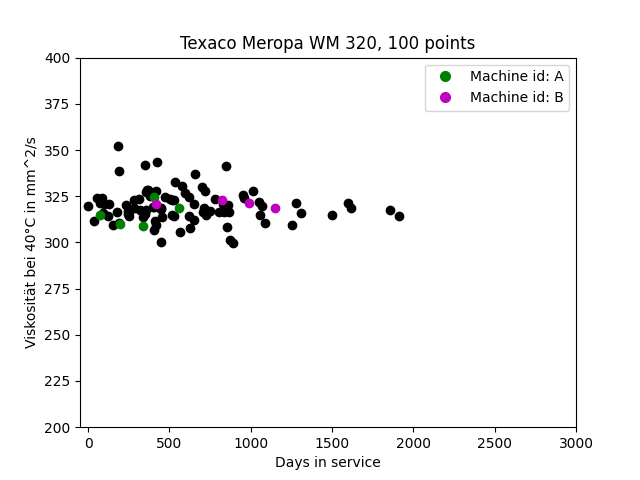 Texaco Meropa WM 320, 100 points
Machine id: A
Machine id: B
Viskosität bei 40°C in mm^2/s
400
375
350
325
300
275
250
225
200
0 500 1000 1500 2000 2500 3000
Days in service